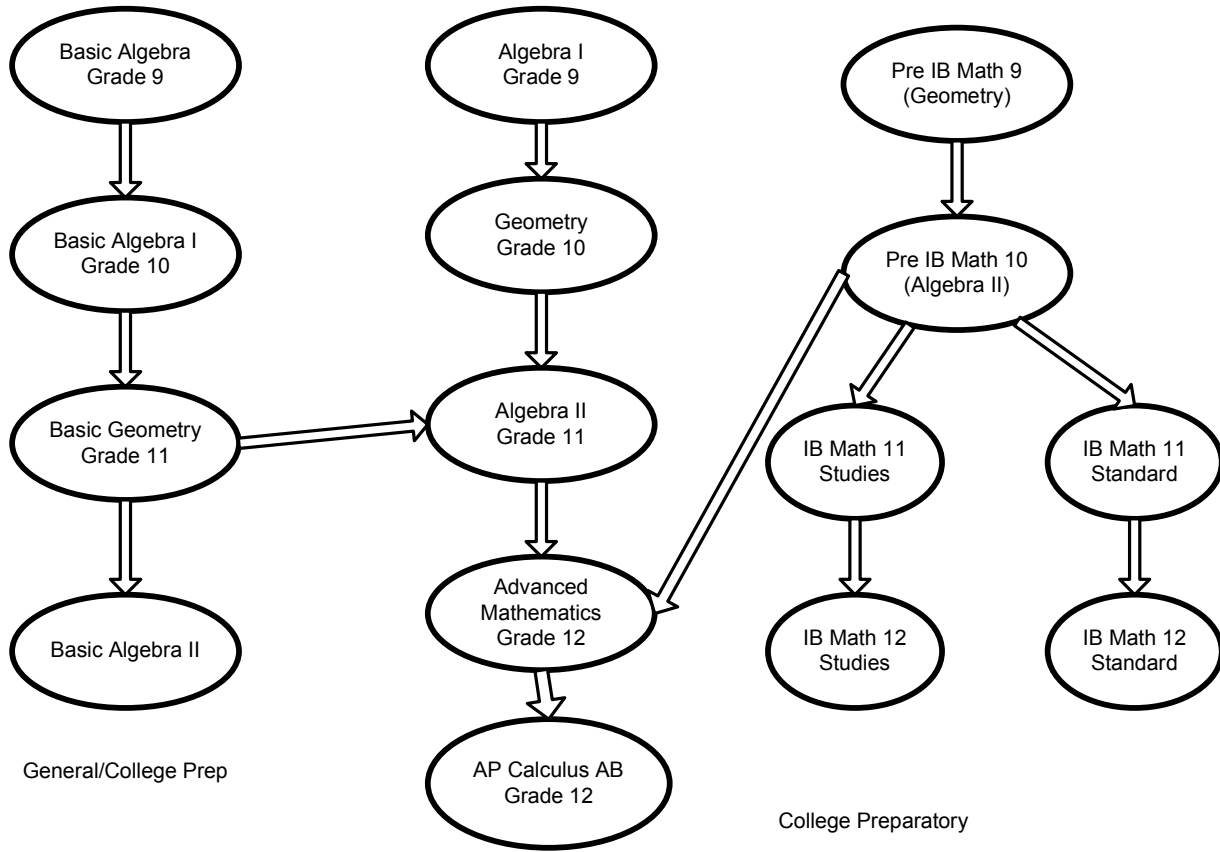 Basic Algebra
Grade 9
Algebra I
Grade 9
Pre IB Math 9
(Geometry)
Basic Algebra I
Grade 10
Geometry
Grade 10
Pre IB Math 10
(Algebra II)
Basic Geometry
Grade 11
Algebra II
Grade 11
IB Math 11
Studies
IB Math 11
Standard
Basic Algebra II
Advanced
Mathematics
Grade 12
IB Math 12
Studies
IB Math 12
Standard
General/College Prep
AP Calculus AB
Grade 12
College Preparatory